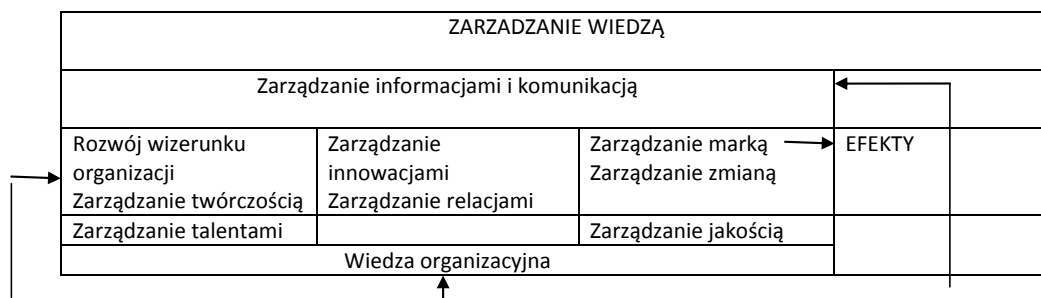 ZARZADZANIE WIEDZĄ
Zarządzanie informacjami i komunikacją
Rozwój wizerunku
organizacji
Zarządzanie twórczością
Zarządzanie
innowacjami
Zarządzanie relacjami
Zarządzanie marką
Zarządzanie zmianą
EFEKTY
Zarządzanie talentami
Zarządzanie jakością
Wiedza organizacyjna